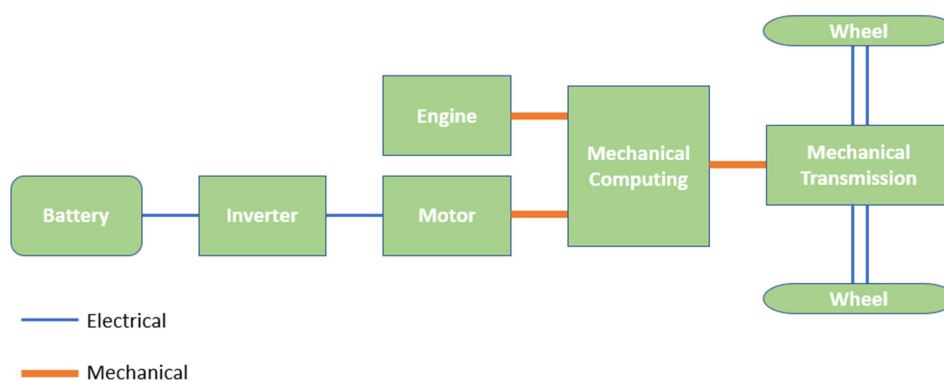 Wheel
Engine
Mechanical
Computing
Mechanical
Transmission
Battery
Inverter
Motor
Wheel
Electrical
Mechanical